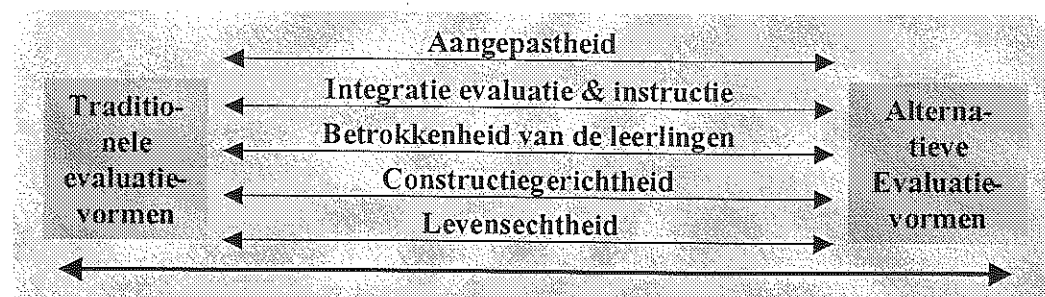 Aangepastheid
Integratie evaluatie & instructie
Betrokkenheid van de leerlingen
Constructiegerichtheid
Levensechtheid
Traditio-
nele
evaluatie-
vormen
Alterna-
tieve
Evaluatie-
vormen